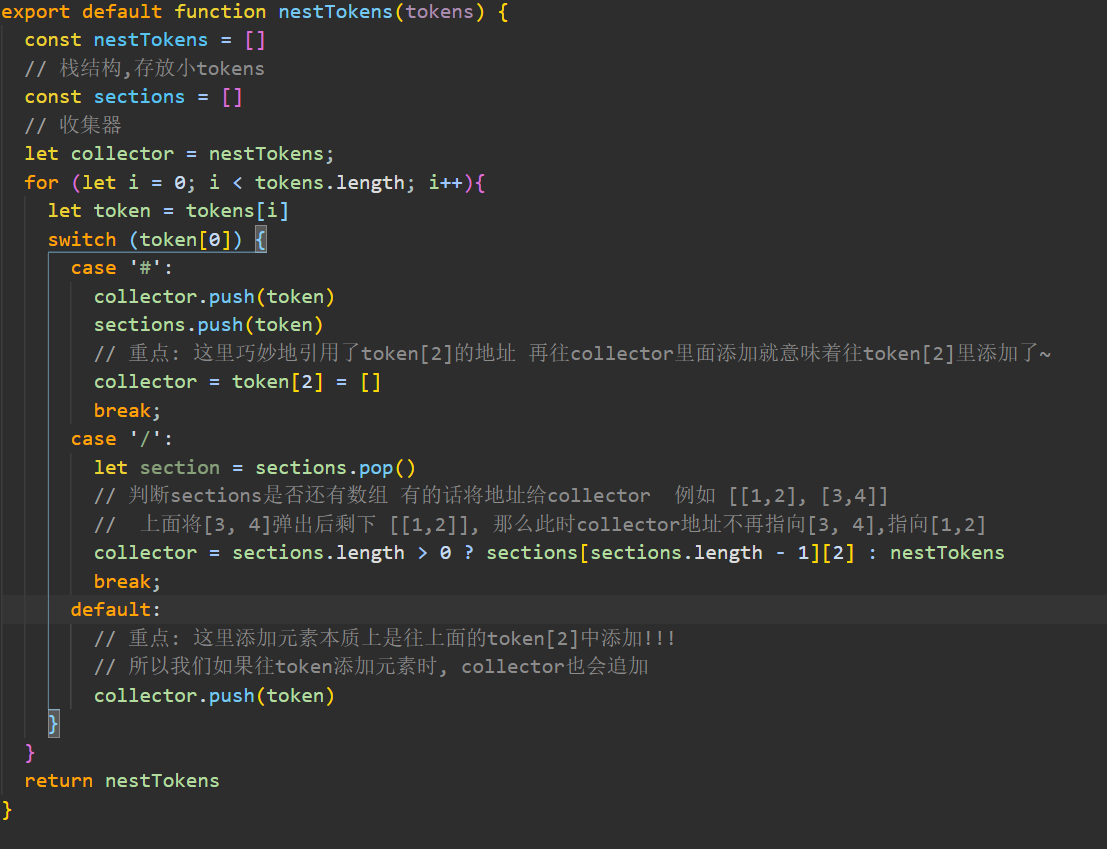 export default function nestTokens(tokens) {
const nestTokens = []
// 栈结构,存放小tokens
const sections = []
// 收集器
let collector = nestTokens;
for (let i = 0; i < tokens.length; i++){
let token = tokens[i]
switch (token[0]) {
case '#':
collector.push(token)
sections.push(token)
// 重点: 这里巧妙地引用了token[2]的地址 再往collector里面添加就意味着往token[2]里添加了~
collector = token[2] = []
break;
case '/':
let section = sections.pop()
// 判断sections是否还有数组 有的话将地址给collector  例如 [[1,2], [3,4]]
//  上面将[3, 4]弹出后剩下 [[1,2]], 那么此时collector地址不再指向[3, 4],指向[1,2]
collector = sections.length > 0 ? sections[sections.length - 1][2] : nestTokens
break;
default:
// 重点: 这里添加元素本质上是往上面的token[2]中添加!!!
// 所以我们如果往token添加元素时, collector也会追加
collector.push(token)
}
}
return nestTokens
}